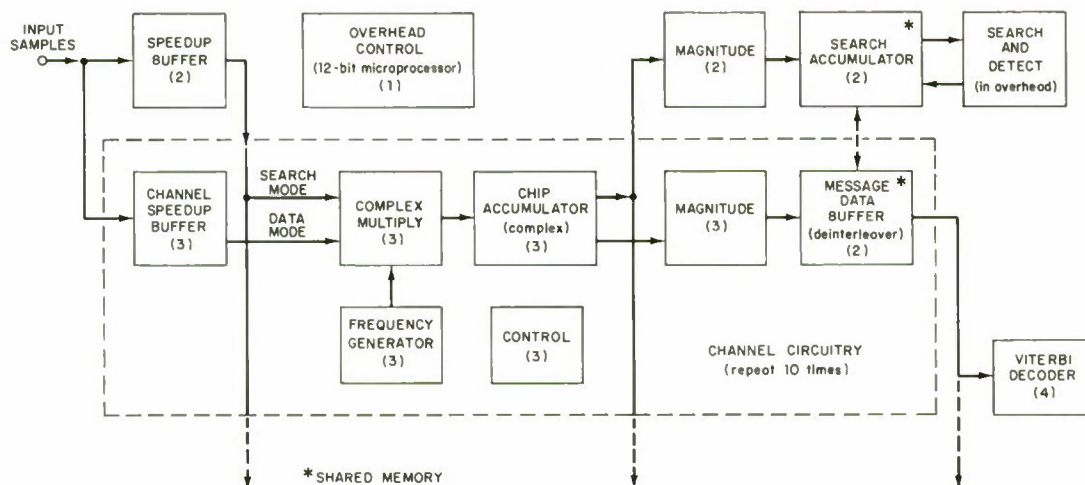 INPUT
SAMPLES
SPEEDUP
BUFFER
(2)
OVERHEAD
CONTROL
(12-bit microprocessor)
(1)
MAGNITUDE
(2)
*
SEARCH
ACCUMULATOR
(2)
SEARCH
AND
DETECT
(in overhead)
CHANNEL
SPEEDUP
BUFFER
(3)
SEARCH
MODE
DATA
MODE
COMPLEX
MULTIPLY
(3)
CHIP
ACCUMULATOR
(complex)
(3)
MAGNITUDE
(3)
MESSAGE *
DATA
BUFFER
(deinterleaver)
(2)
FREQUENCY
GENERATOR
(3)
CONTROL
(3)
CHANNEL CIRCUITRY
(repeat 10 times)
VITERBI
DECODER
(4)
*SHARED MEMORY